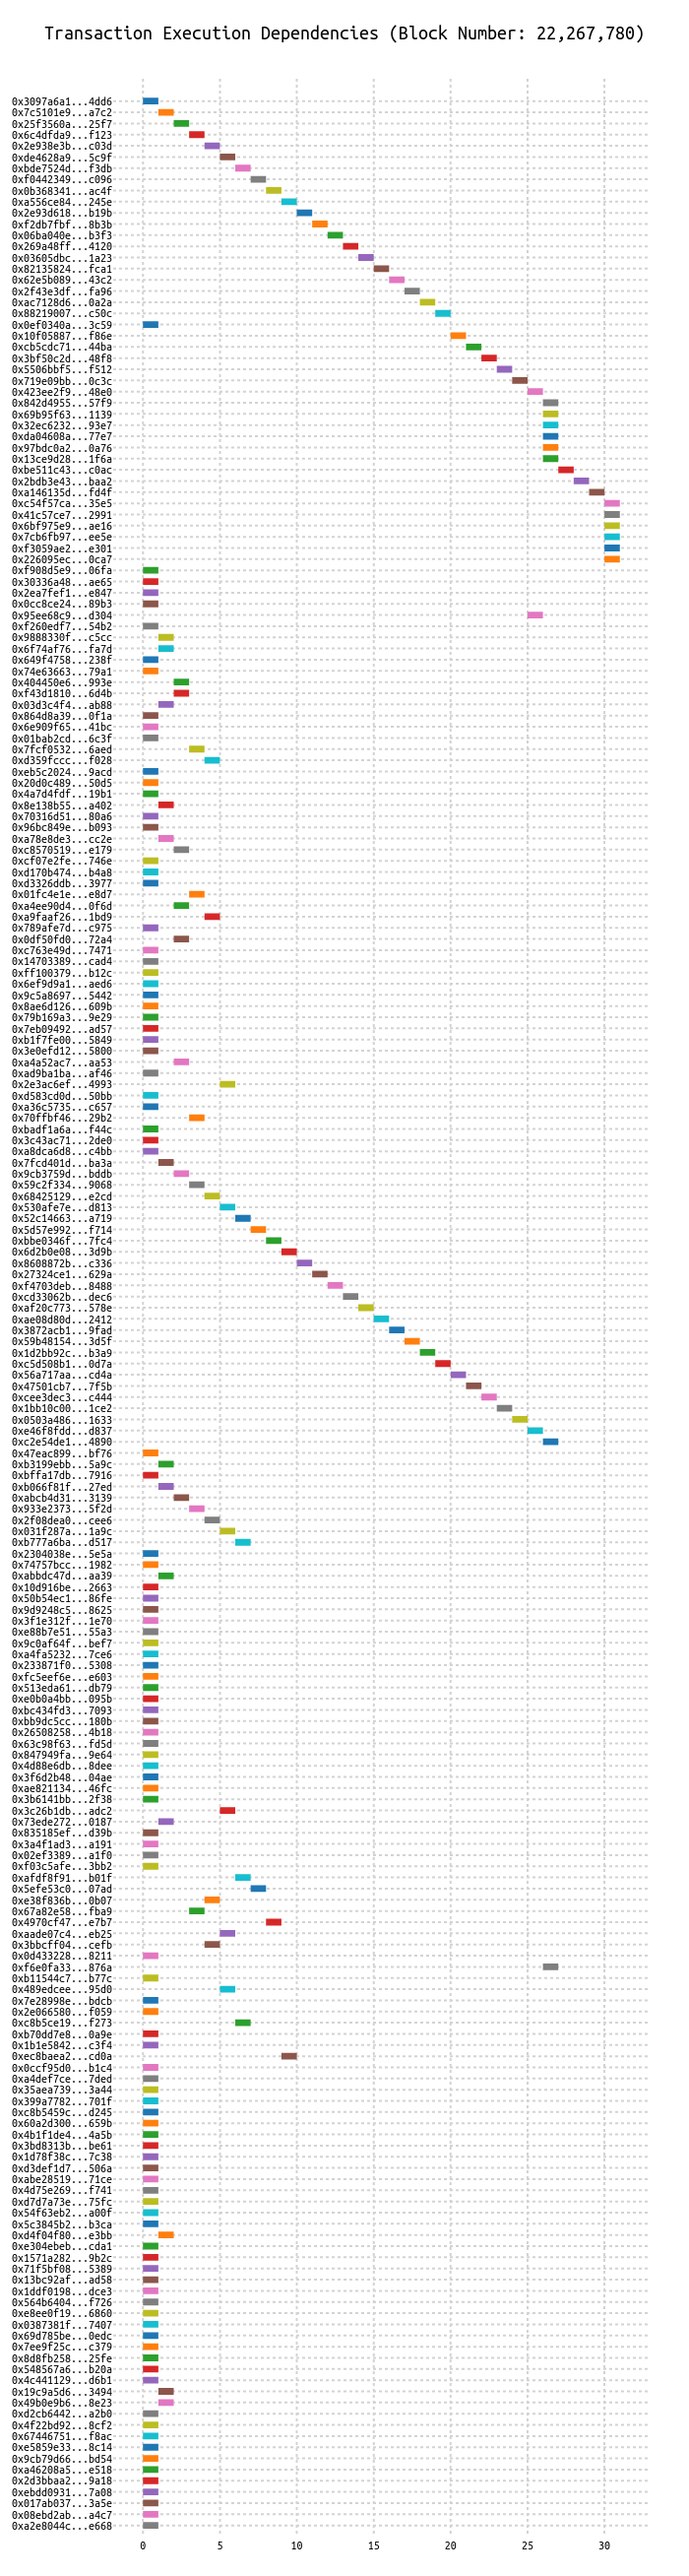 Transaction Execution Dependencies (Block Number: 22,267,780)
0x3097a6a1...4dd6
0x7c5101e9...a7c2
0x25f3560a...25f7
0x6c4dfda9...f123
0x2e938e3b...c03d
0xde4628a9...5c9f
0xbde7524d...f3db
0xf0442349...c096
0x0b368341...ac4f
0xa556ce84...245e
0x2e93d618...b19b
0xf2db7fbf...8b3b
0x06ba040e...b3f3
0x269a48ff...4120
0x03605dbc...1a23
0x82135824...fca1
0x62e5b089...43c2
0x2f43e3df...fa96
0xac7128d6...0a2a
0x88219007...c50c
0x0ef0340a...3c59
0x10f05887...f86e
0xcb5cdc71...44ba
0x3bf50c2d...48f8
0x5506bbf5...f512
0x719e09bb...0c3c
0x423ee2f9...48e0
0x842d4955...57f9
0x69b95f63...1139
0x32ec6232...93e7
0xda04608a...77e7
0x97bdc0a2...0a76
0x13ce9d28...1f6a
0xbe511c43...c0ac
0x2bdb3e43...baa2
0xa146135d...fd4f
0xc54f57ca...35e5
0x41c57ce7...2991
0x6bf975e9...ae16
0x7cb6fb97...ee5e
0xf3059ae2...e301
0x226095ec...0ca7
0xf908d5e9...06fa
0x30336a48...ae65
0x2ea7fef1...e847
0x0cc8ce24...89b3
0x95ee68c9...d304
0xf260edf7...54b2
0x9888330f...c5cc
0x6f74af76...fa7d
0x649f4758...238f
0x74e63663...79a1
0x404450e6...993e
0xf43d1810...6d4b
0x03d3c4f4...ab88
0x864d8a39...0f1a
0x6e909f65...41bc
0x01bab2cd...6c3f
0x7fcf0532...6aed
0xd359fccc...f028
0xeb5c2024...9acd
0x20d0c489...50d5
0x4a7d4fdf...19b1
0x8e138b55...a402
0x70316d51...80a6
0x96bc849e...b093
0xa78e8de3...cc2e
0xc8570519...e179
0xcf07e2fe...746e
0xd170b474...b4a8
0xd3326ddb...3977
0x01fc4e1e...e8d7
0xa4ee90d4...0f6d
0xa9faaf26...1bd9
0x789afe7d...c975
0x0df50fd0...72a4
0xc763e49d...7471
0x14703389...cad4
0xff100379...b12c
0x6ef9d9a1...aed6
0x9c5a8697...5442
0x8ae6d126...609b
0x79b169a3...9e29
0x7eb09492...ad57
0xb1f7fe00...5849
0x3e0efd12...5800
0xa4a52ac7...aa53
0xad9ba1ba...af46
0x2e3ac6ef...4993
0xd583cd0d...50bb
0xa36c5735...c657
0x70ffbf46...29b2
0xbadf1a6a...f44c
0x3c43ac71...2de0
0xa8dca6d8...c4bb
0x7fcd401d...ba3a
0x9cb3759d...bddb
0x59c2f334...9068
0x68425129...e2cd
0x530afe7e...d813
0x52c14663...a719
0x5d57e992...f714
0xbbe0346f...7fc4
0x6d2b0e08...3d9b
0x8608872b...c336
0x27324ce1...629a
0xf4703deb...8488
0xcd33062b...dec6
0xaf20c773...578e
0xae08d80d...2412
0x3872acb1...9fad
0x59b48154...3d5f
0x1d2bb92c...b3a9
0xc5d508b1...0d7a
0x56a717aa...cd4a
0x47501cb7...7f5b
0xcee3dec3...c444
0x1bb10c00...1ce2
0x0503a486...1633
0xe46f8fdd...d837
0xc2e54de1...4890
0x47eac899...bf76
0xb3199ebb...5a9c
0xbffa17db...7916
0xb066f81f...27ed
0xabcb4d31...3139
0x933e2373...5f2d
0x2f08dea0...cee6
0x031f287a...1a9c
0xb777a6ba...d517
0x2304038e...5e5a
0x74757bcc...1982
0xabbdc47d...aa39
0x10d916be...2663
0x50b54ec1...86fe
0x9d9248c5...8625
0x3f1e312f...1e70
0xe88b7e51...55a3
0x9c0af64f...bef7
0xa4fa5232...7ce6
0x233871f0...5308
0xfc5eef6e...e603
0x513eda61...db79
0xe0b0a4bb...095b
0xbc434fd3...7093
0xbb9dc5cc...180b
0x26508258...4b18
0x63c98f63...fd5d
0x847949fa...9e64
0x4d88e6db...8dee
0x3f6d2b48...04ae
0xae821134...46fc
0x3b6141bb...2f38
0x3c26b1db...adc2
0x73ede272...0187
0x835185ef...d39b
0x3a4f1ad3...a191
0x02ef3389...a1f0
0xf03c5afe...3bb2
0xafdf8f91...b01f
0x5efe53c0...07ad
0xe38f836b...0b07
0x67a82e58...fba9
0x4970cf47...e7b7
0xaade07c4...eb25
0x3bbcff04...cefb
0x0d433228...8211
0xf6e0fa33...876a
0xb11544c7...b77c
0x489edcee...95d0
0x7e28998e...bdcb
0x2e066580...f059
0xc8b5ce19...f273
0xb70dd7e8...0a9e
0x1b1e5842...c3f4
0xec8baea2...cd0a
0x0ccf95d0...b1c4
0xa4def7ce...7ded
0x35aea739...3a44
0x399a7782...701f
0xc8b5459c...d245
0x60a2d300...659b
0x4b1f1de4...4a5b
0x3bd8313b...be61
0x1d78f38c...7c38
0xd3def1d7...506a
0xabe28519...71ce
0x4d75e269...f741
0xd7d7a73e...75fc
0x54f63eb2...a00f
0x5c3845b2...b3ca
0xd4f04f80...e3bb
0xe304ebeb...cda1
0x1571a282...9b2c
0x71f5bf08...5389
0x13bc92af...ad58
0x1ddf0198...dce3
0x564b6404...f726
0xe8ee0f19...6860
0x0387381f...7407
0x69d785be...0edc
0x7ee9f25c...c379
0x8d8fb258...25fe
0x548567a6...b20a
0x4c441129...d6b1
0x19c9a5d6...3494
0x49b0e9b6...8e23
0xd2cb6442...a2b0
0x4f22bd92...8cf2
0x67446751...f8ac
0xe5859e33...8c14
0x9cb79d66...bd54
0xa46208a5...e518
0x2d3bbaa2...9a18
0xebdd0931...7a08
0x017ab037...3a5e
0x08ebd2ab...a4c7
0xa2e8044c...e668
0 5 10 15 20 25 30